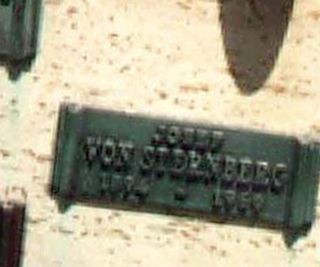 JOSEF
VON STERNBERG
1894 - 1969